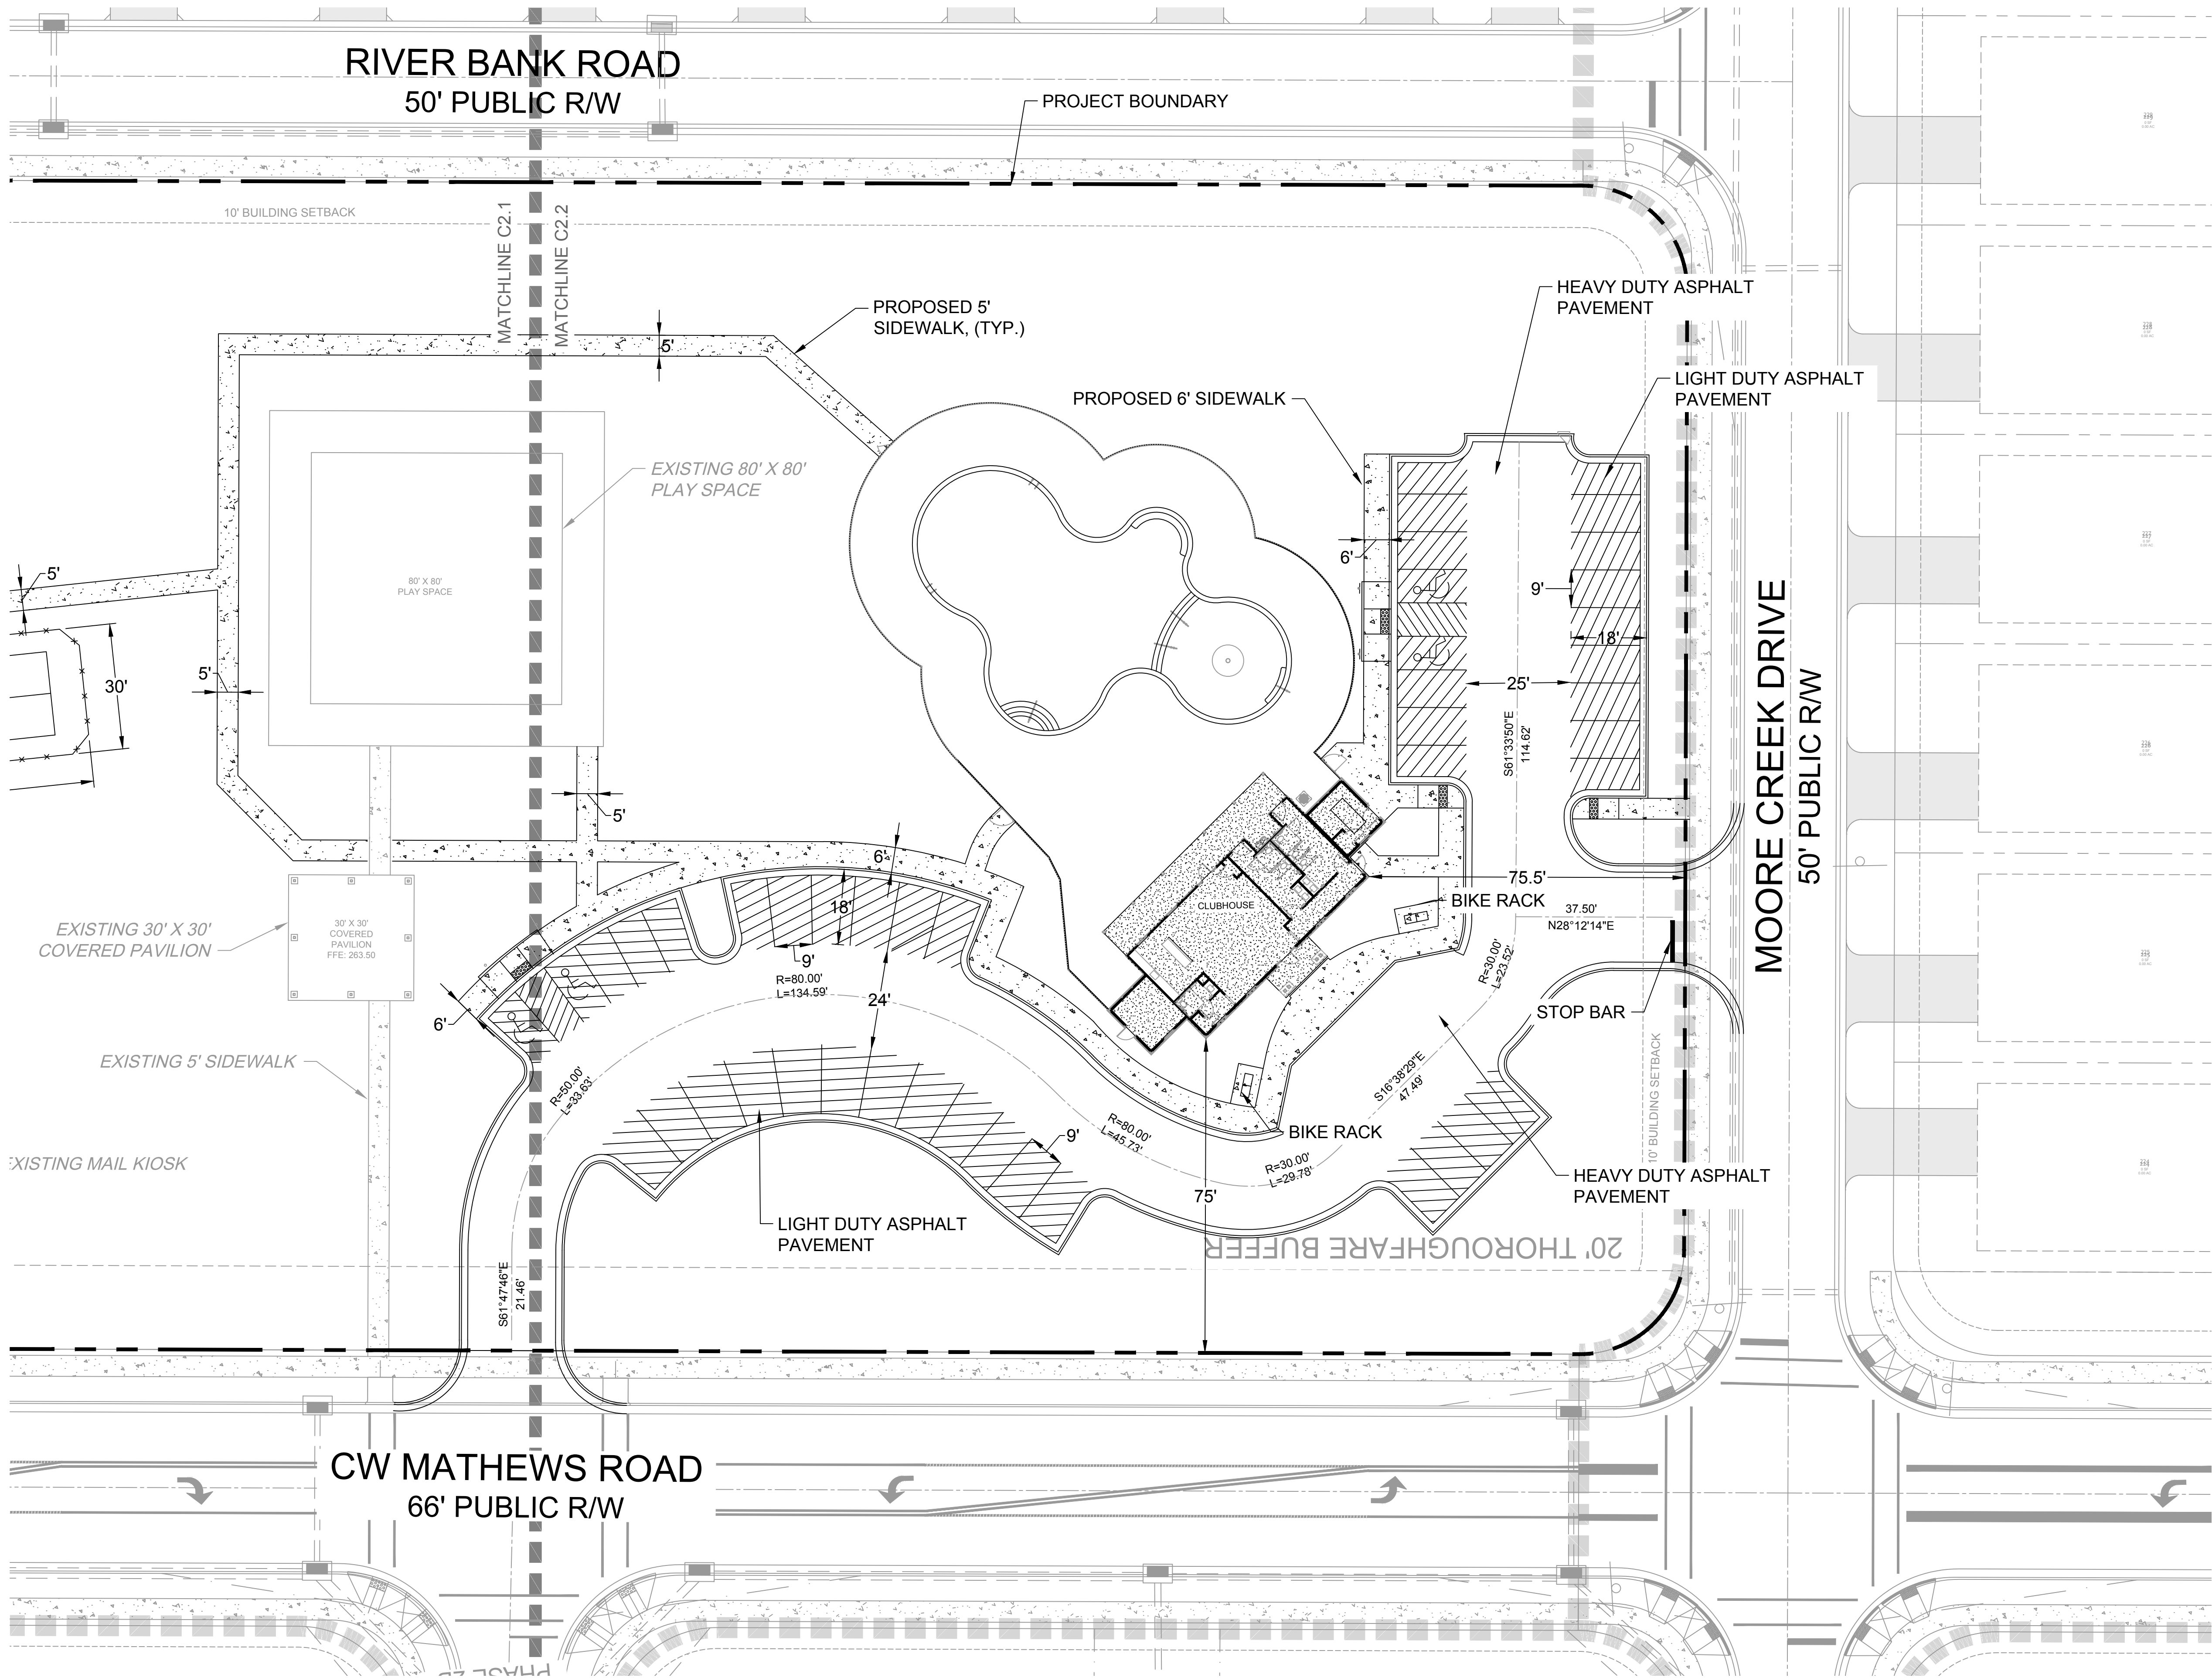 RIVER BANK ROAD
50' PUBLIC R/W
PROJECT BOUNDARY
10' BUILDING SETBACK
MATCHLINE C2.1
MATCHLINE C2.2
PROPOSED 5'
SIDEWALK, (TYP.)
5'
HEAVY DUTY ASPHALT
PAVEMENT
LIGHT DUTY ASPHALT
PAVEMENT
PROPOSED 6' SIDEWALK
EXISTING 80' X 80'
PLAY SPACE
80' X 80'
PLAY SPACE
5'
30'
5'
5'
6'
9'
18'
25'
S61°33'50"E
114.62'
MOORE CREEK DRIVE
50' PUBLIC R/W
6'
18'
9'
R=80.00'
L=134.59'
24'
CLUBHOUSE
75.5'
BIKE RACK
37.50'
N28°12'14"E
R=30.00'
L=23.52'
STOP BAR
EXISTING 30' X 30'
COVERED PAVILION
30' X 30'
COVERED
PAVILION
FFE: 263.50
6'
EXISTING 5' SIDEWALK
R=50.00'
L=33.63'
S16°38'29"E
47.49'
10' BUILDING SETBACK
R=80.00'
L=45.73'
9'
BIKE RACK
R=30.00'
L=29.78'
75'
HEAVY DUTY ASPHALT
PAVEMENT
EXISTING MAIL KIOSK
LIGHT DUTY ASPHALT
PAVEMENT
20' THOROUGHFARE BUFFER
S61°47'46"E
21.46'
CW MATHEWS ROAD
66' PUBLIC R/W